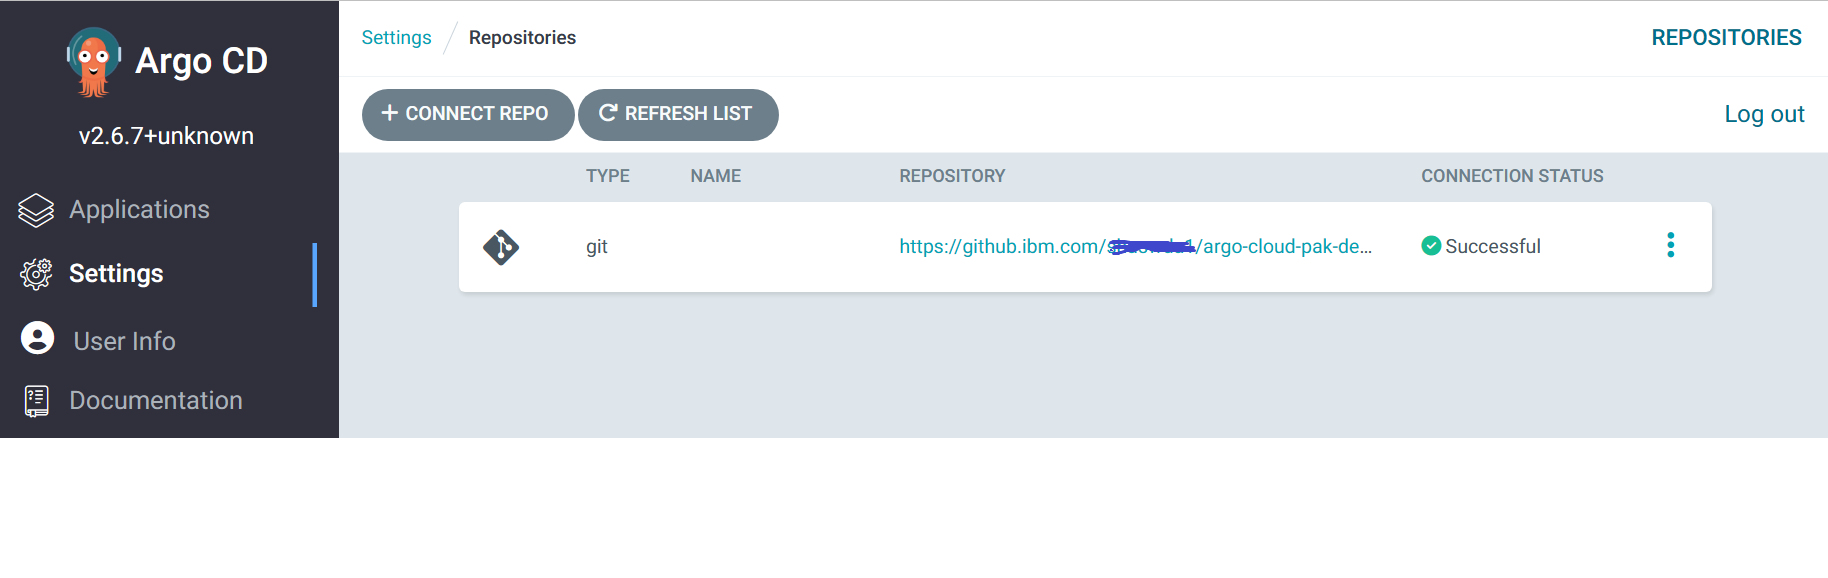 Argo CD
v2.6.7+unknown
Applications
Settings
User Info
Documentation
Settings / Repositories
REPOSITORIES
+ CONNECT REPO
REFRESH LIST
Log out
TYPE NAME REPOSITORY CONNECTION STATUS
git https://github.ibm.com/ /argo-cloud-pak-de... Successful